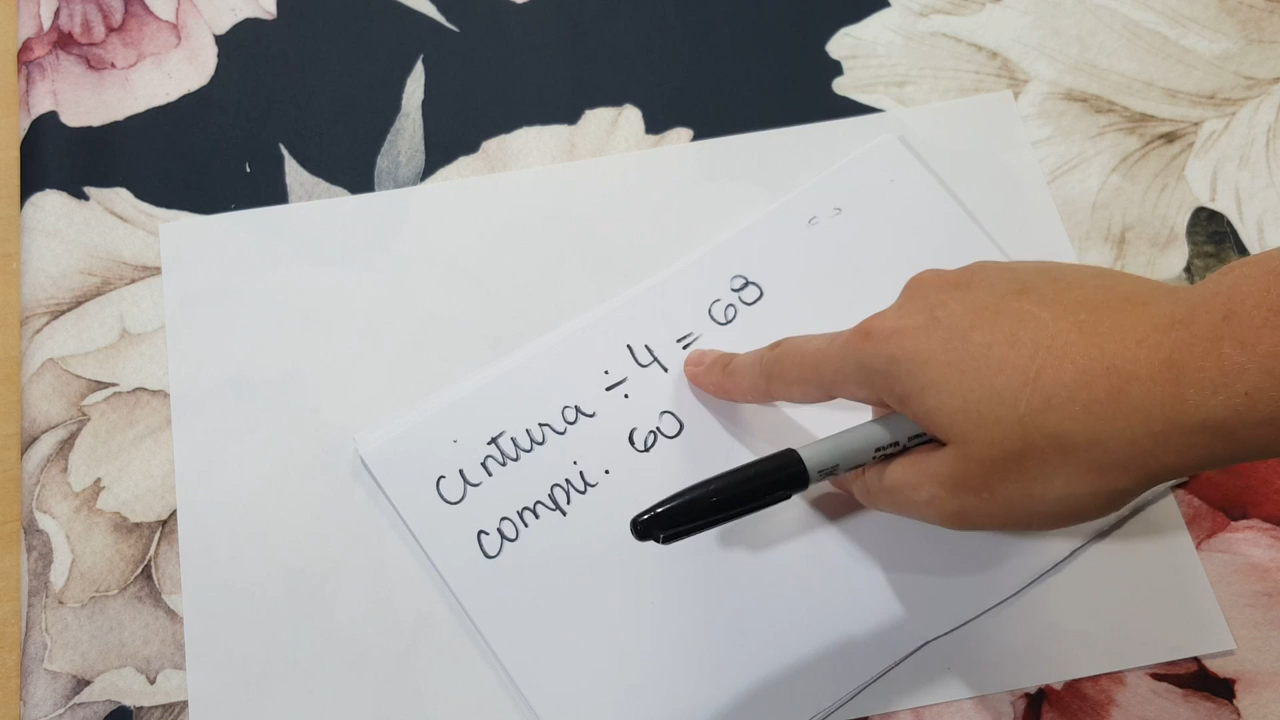 cintura ÷ 4 = 68
compri. 60